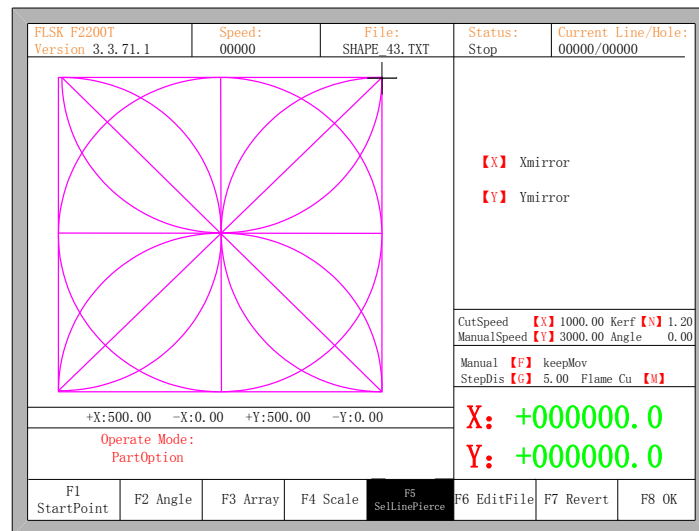 FLSK F2200T
Version 3.3.71.1
Speed:
00000
File:
SHAPE_43.TXT
Status:
Stop
Current Line/Hole:
00000/00000
【X】 Xmirror
【Y】 Ymirror
CutSpeed 【X】 1000.00 Kerf 【N】 1.20
ManualSpeed 【Y】 3000.00 Angle 0.00
Manual 【F】 keepMov
StepDis 【G】 5.00 Flame Cu 【M】
+X:500.00 -X:0.00 +Y:500.00 -Y:0.00
Operate Mode:
PartOption
X: +000000.0
Y: +000000.0
F1
StartPoint
F2 Angle
F3 Array
F4 Scale
F5
SelLinePierce
F6 EditFile
F7 Revert
F8 OK